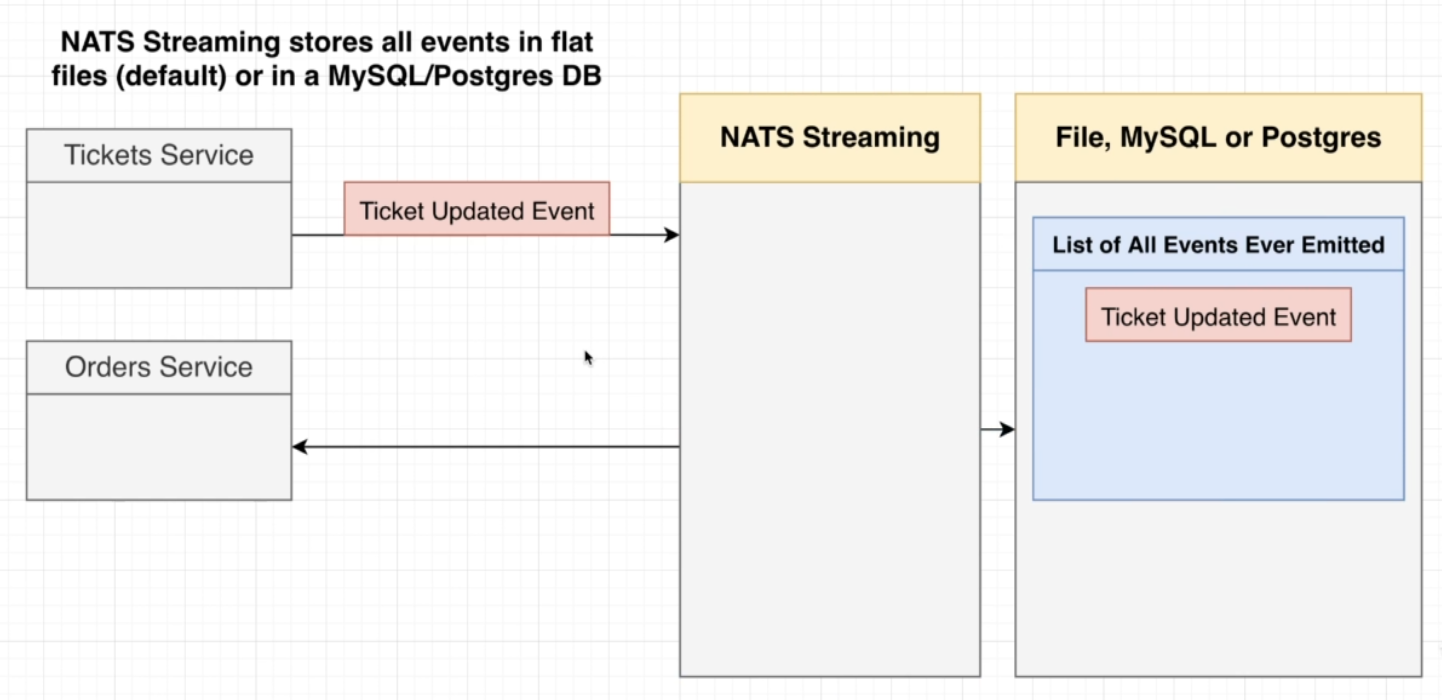 NATS Streaming stores all events in flat
files (default) or in a MySQL/Postgres DB
Tickets Service
Ticket Updated Event
Orders Service
NATS Streaming
File, MySQL or Postgres
List of All Events Ever Emitted
Ticket Updated Event